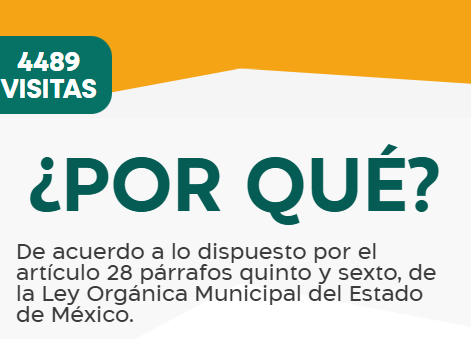 4489
VISITAS
¿POR QUÉ?
De acuerdo a lo dispuesto por el
artículo 28 párrafos quinto y sexto, de
la Ley Orgánica Municipal del Estado
de México.